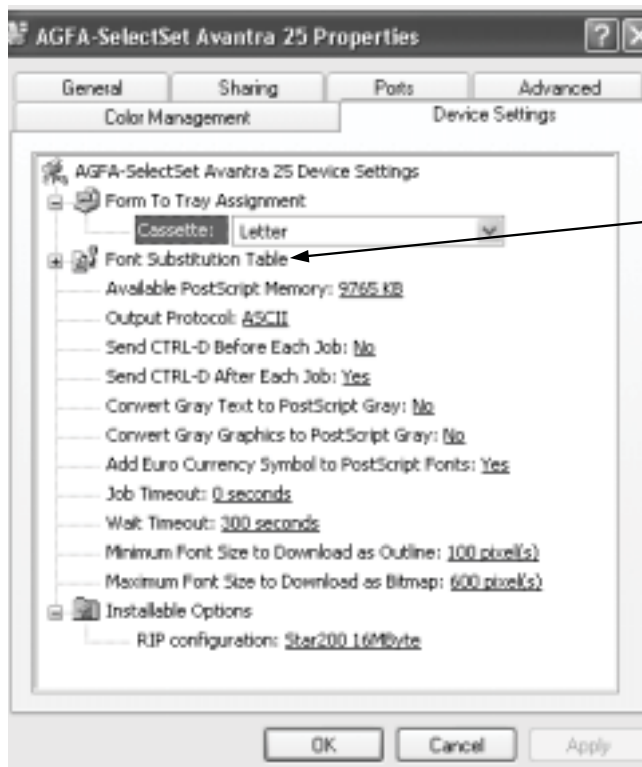 AGFA-SelectSet Avantra 25 Properties
General Sharing Ports Advanced
Color Management Device Settings
AGFA-SelectSet Avantra 25 Device Settings
Form To Tray Assignment
Cassette: Letter
Font Substitution Table
Available PostScript Memory: 9765 KB
Output Protocol: ASCII
Send CTRL-D Before Each Job: No
Send CTRL-D After Each Job: Yes
Convert Gray Text to PostScript Gray: No
Convert Gray Graphics to PostScript Gray: No
Add Euro Currency Symbol to PostScript Fonts: Yes
Job Timeout: 0 seconds
Wait Timeout: 300 seconds
Minimum Font Size to Download as Outline: 100 pixel(s)
Maximum Font Size to Download as Bitmap: 600 pixel(s)
Installable Options
RIP configuration: Star200 16MByte
OK Cancel Apply